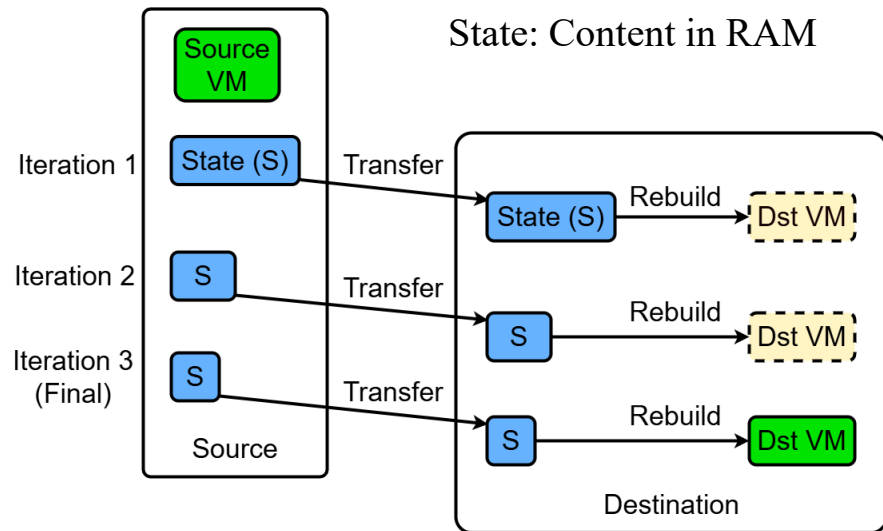 State: Content in RAM
Source
VM
Iteration 1
State (S)
Transfer
State (S)
Rebuild
Dst VM
Iteration 2
S
Transfer
S
Rebuild
Dst VM
Iteration 3
(Final)
S
Transfer
S
Rebuild
Dst VM
Source
Destination